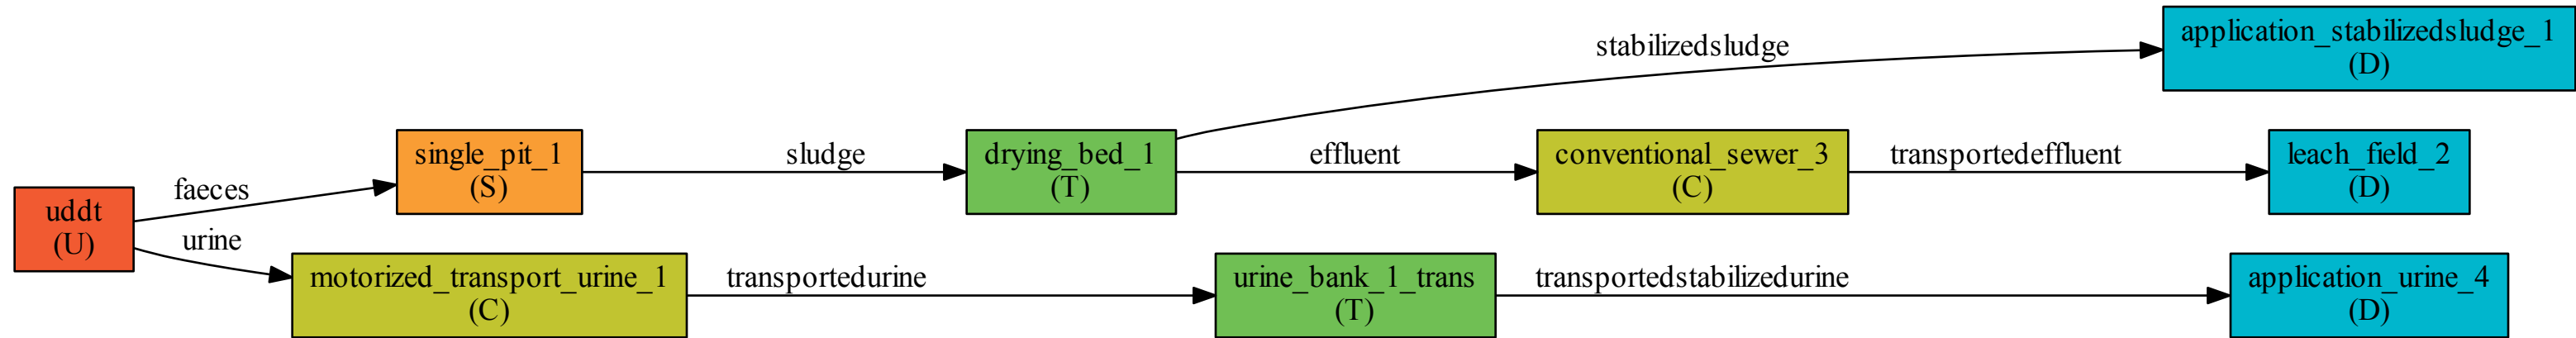 stabilizedsludge
application_stabilizedsludge_1
(D)
uddt
(U)
faeces
single_pit_1
(S)
sludge
drying_bed_1
(T)
effluent
conventional_sewer_3
(C)
transportedeffluent
leach_field_2
(D)
urine
motorized_transport_urine_1
(C)
transportedurine
urine_bank_1_trans
(T)
transportedstabilizedurine
application_urine_4
(D)